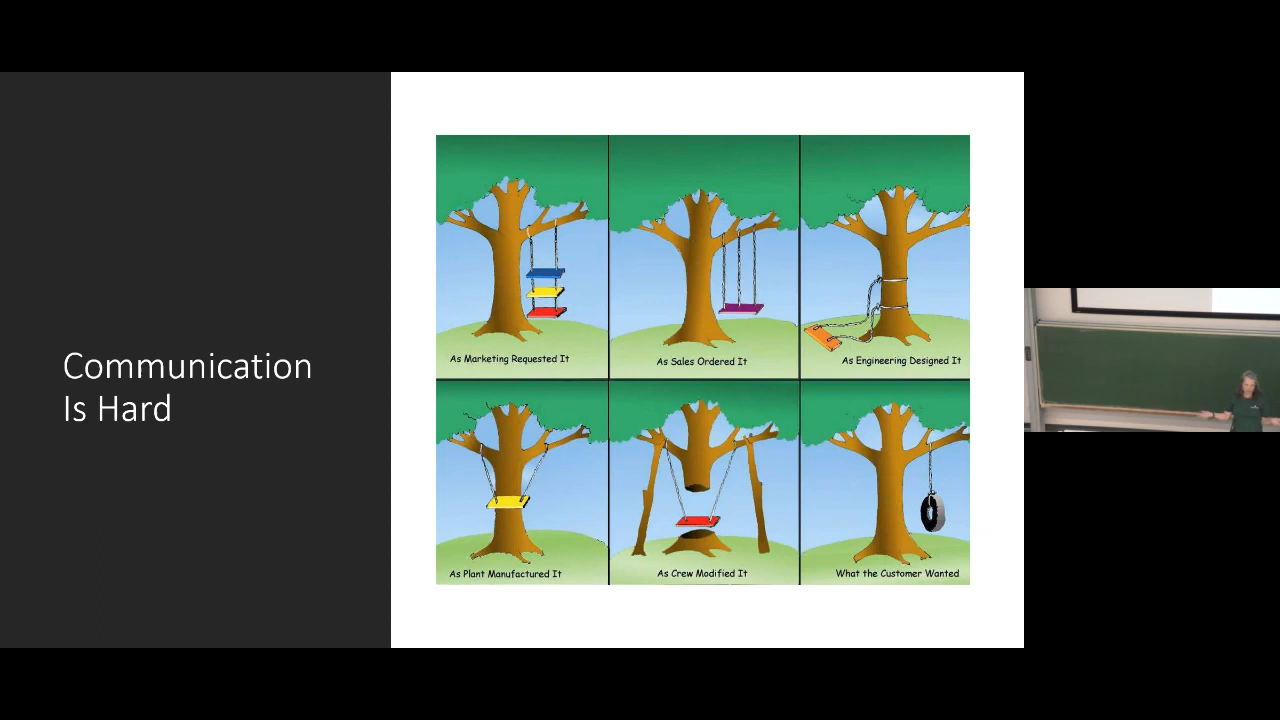 Communication
Is Hard
As Marketing Requested It
As Sales Ordered It
As Engineering Designed It
As Plant Manufactured It
As Crew Modified It
What the Customer Wanted